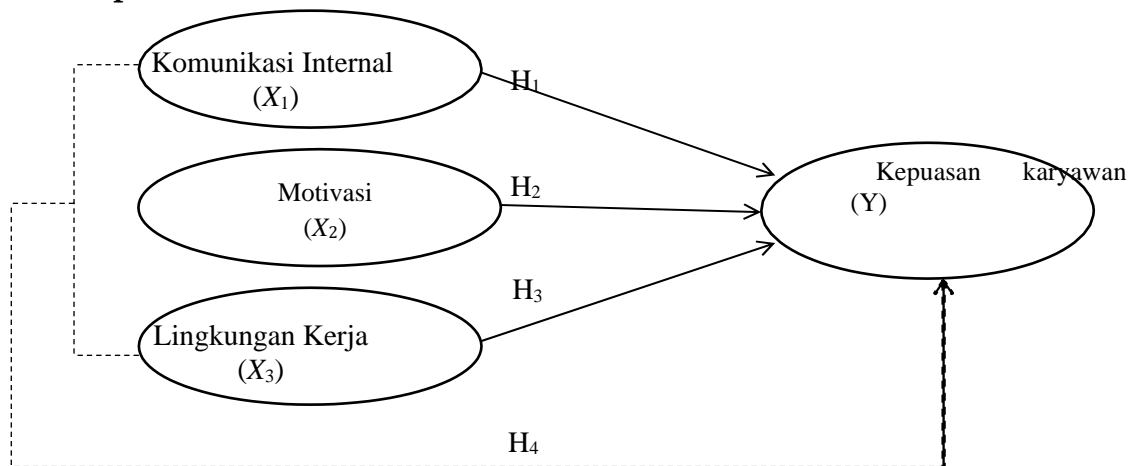 Komunikasi Internal
(X₁)
H₁
Motivasi
(X₂)
H₂
Kepuasan karyawan
(Y)
H₃
Lingkungan Kerja
(X₃)
H₄